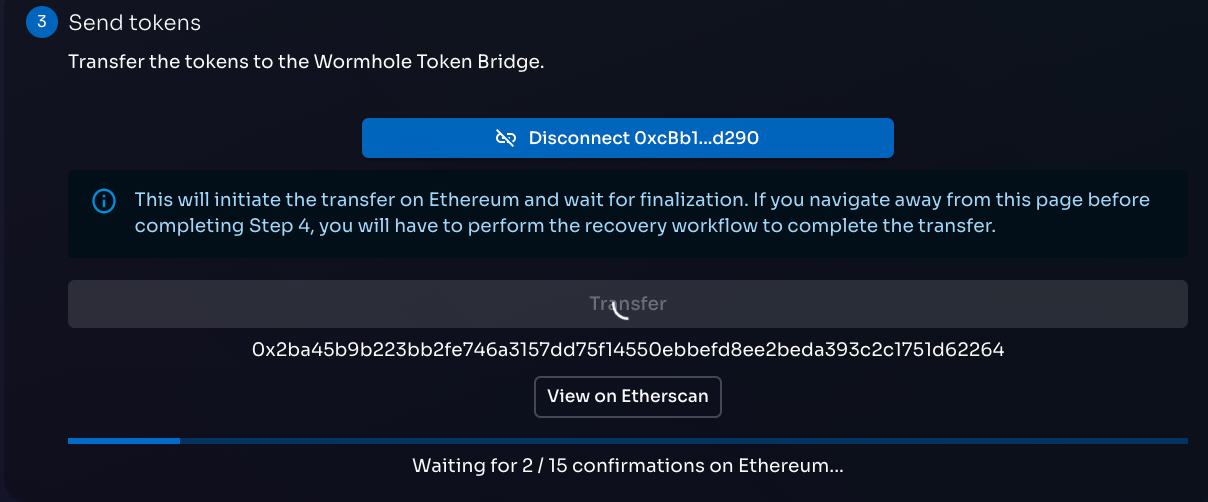 3 Send tokens
Transfer the tokens to the Wormhole Token Bridge.
Disconnect 0xcBb1...d290
This will initiate the transfer on Ethereum and wait for finalization. If you navigate away from this page before
completing Step 4, you will have to perform the recovery workflow to complete the transfer.
Transfer
0x2ba45b9b223bb2fe746a3157dd75f14550ebbefd8ee2beda393c2c1751d62264
View on Etherscan
Waiting for 2 / 15 confirmations on Ethereum...